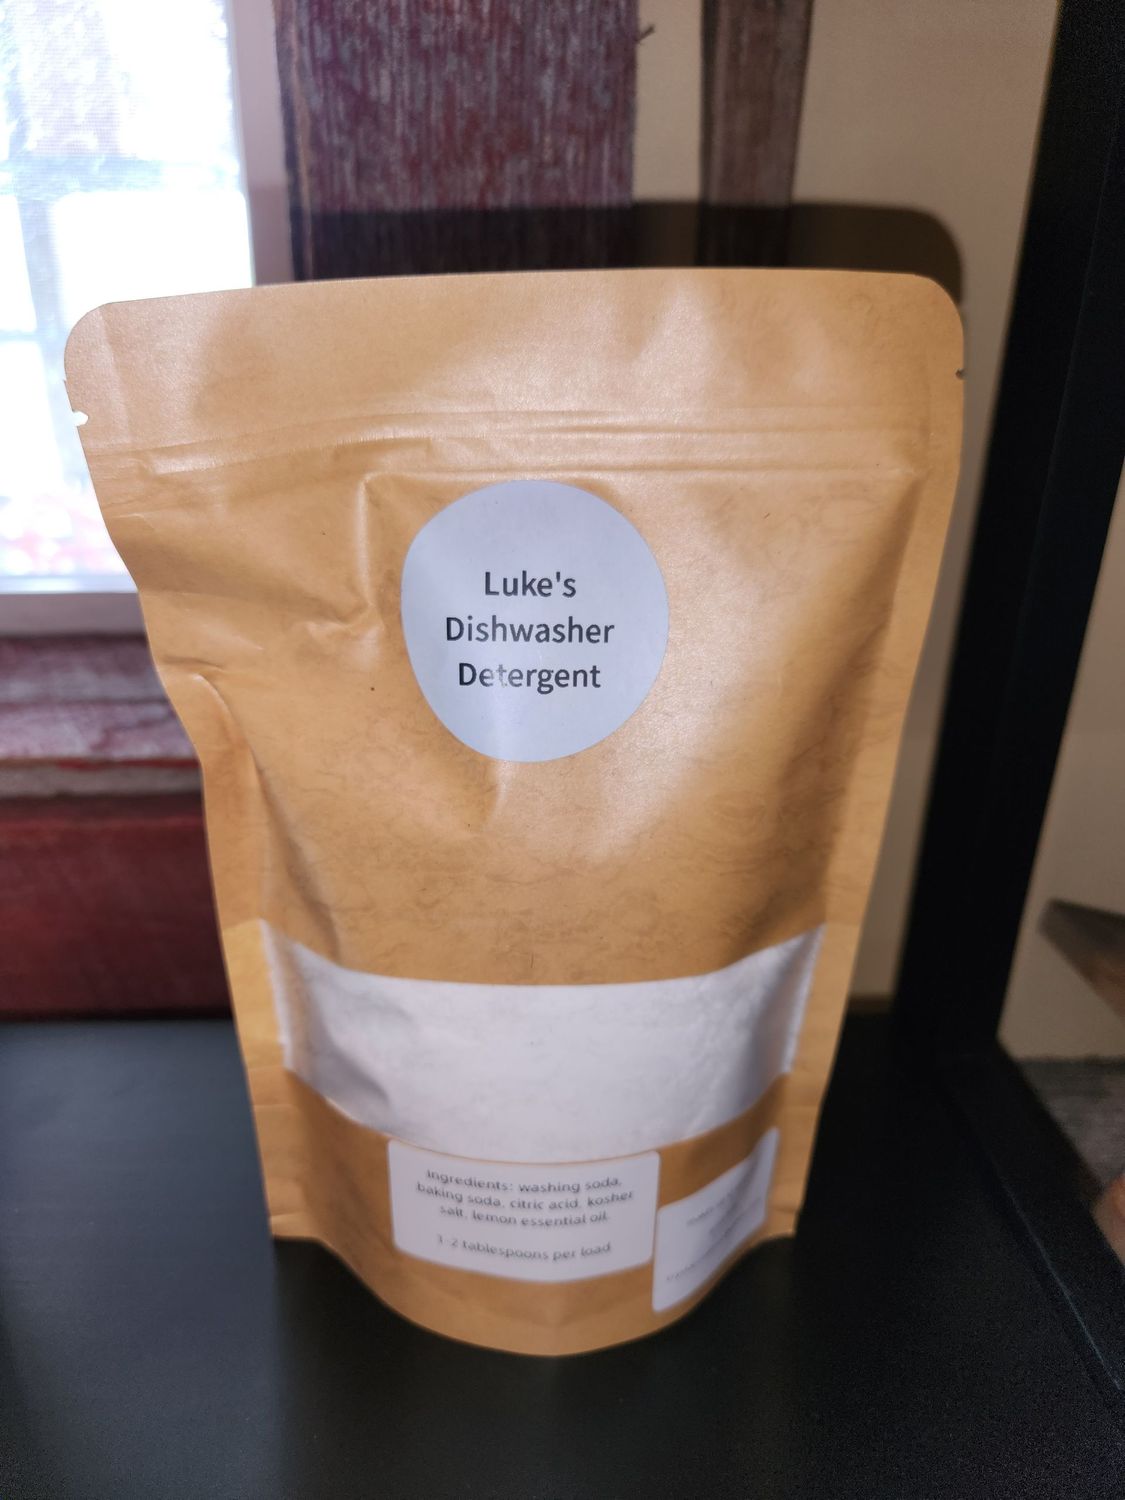 Luke's
Dishwasher
Detergent
Ingredients: washing soda,
baking soda, citric acid, kosher
salt, lemon essential oil.
1-2 tablespoons per load